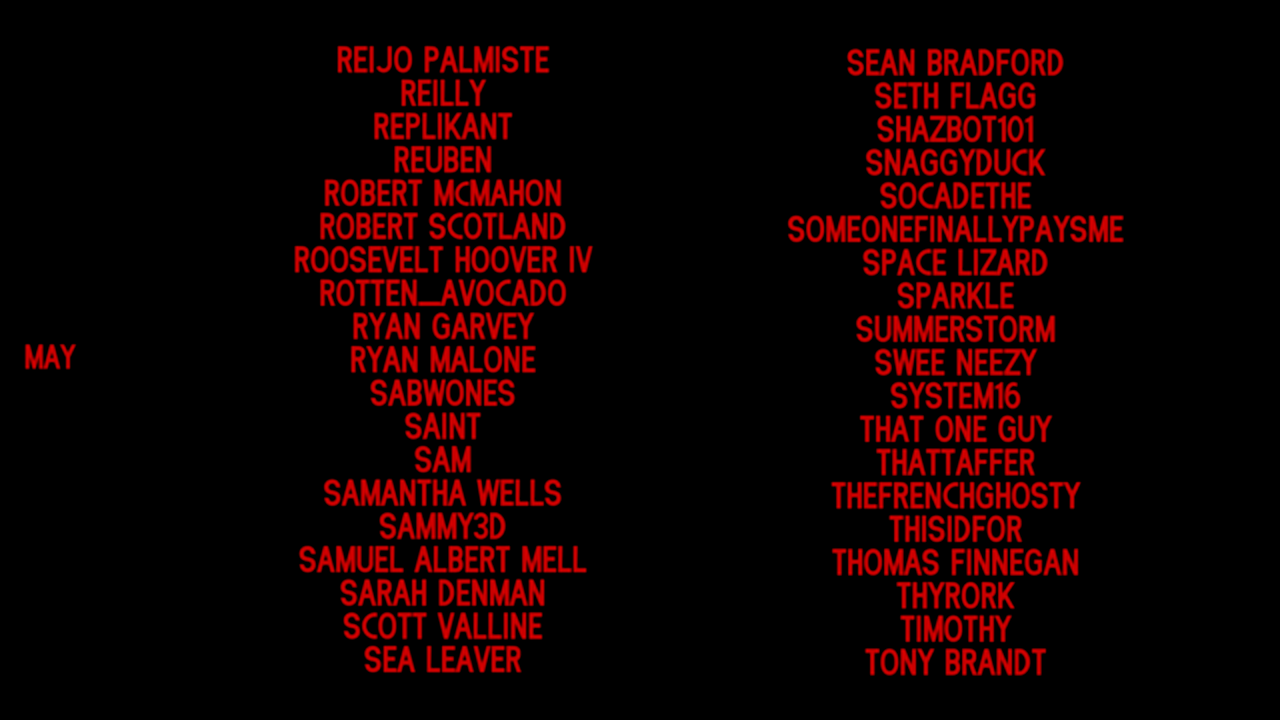 MAY
REIJO PALMISTE
REILLY
REPLIKANT
REUBEN
ROBERT MCMAHON
ROBERT SCOTLAND
ROOSEVELT HOOVER IV
ROTTEN_AVOCADO
RYAN GARVEY
RYAN MALONE
SABWONES
SAINT
SAM
SAMANTHA WELLS
SAMMY3D
SAMUEL ALBERT MELL
SARAH DENMAN
SCOTT VALLINE
SEA LEAVER
SEAN BRADFORD
SETH FLAGG
SHAZBOT101
SNAGGYDUCK
SOCADETHE
SOMEONEFINALLYPAYSME
SPACE LIZARD
SPARKLE
SUMMERSTORM
SWEE NEEZY
SYSTEM16
THAT ONE GUY
THATTAFFER
THEFRENCHGHOSTY
THISIDFOR
THOMAS FINNEGAN
THYRORK
TIMOTHY
TONY BRANDT